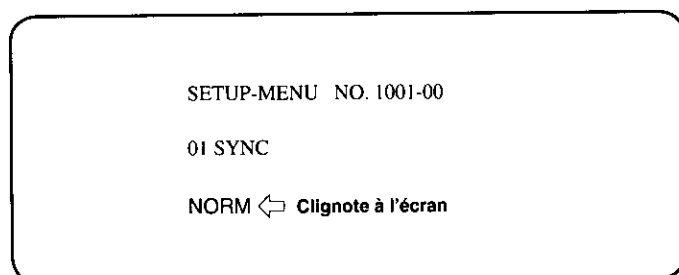 SETUP-MENU NO. 1001-00
01 SYNC
NORM ⇦ Clignote à l'écran